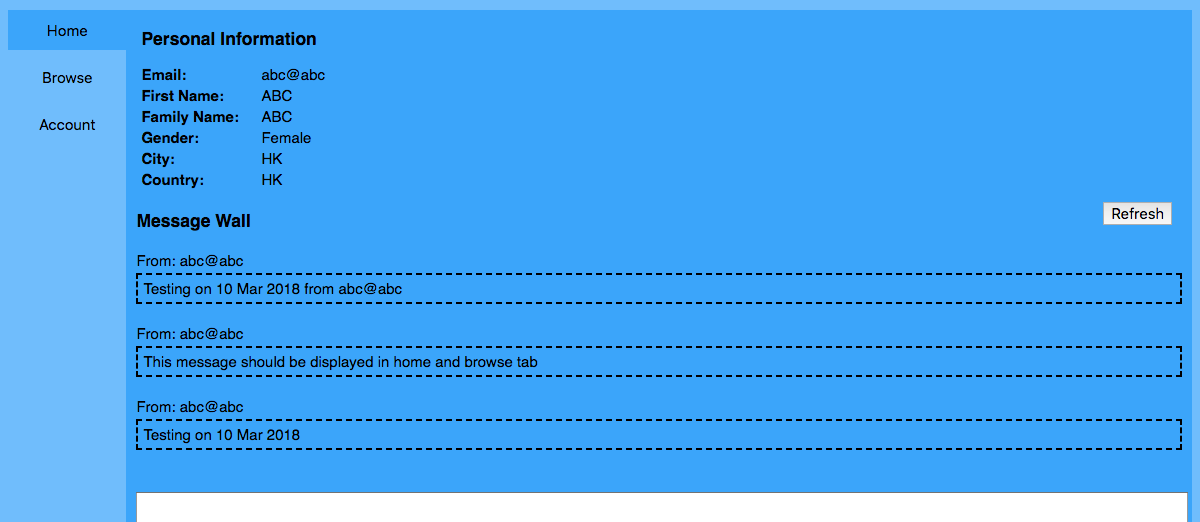 Home
Browse
Account
Personal Information
Email: abc@abc
First Name: ABC
Family Name: ABC
Gender: Female
City: HK
Country: HK
Message Wall
Refresh
From: abc@abc
Testing on 10 Mar 2018 from abc@abc
From: abc@abc
This message should be displayed in home and browse tab
From: abc@abc
Testing on 10 Mar 2018